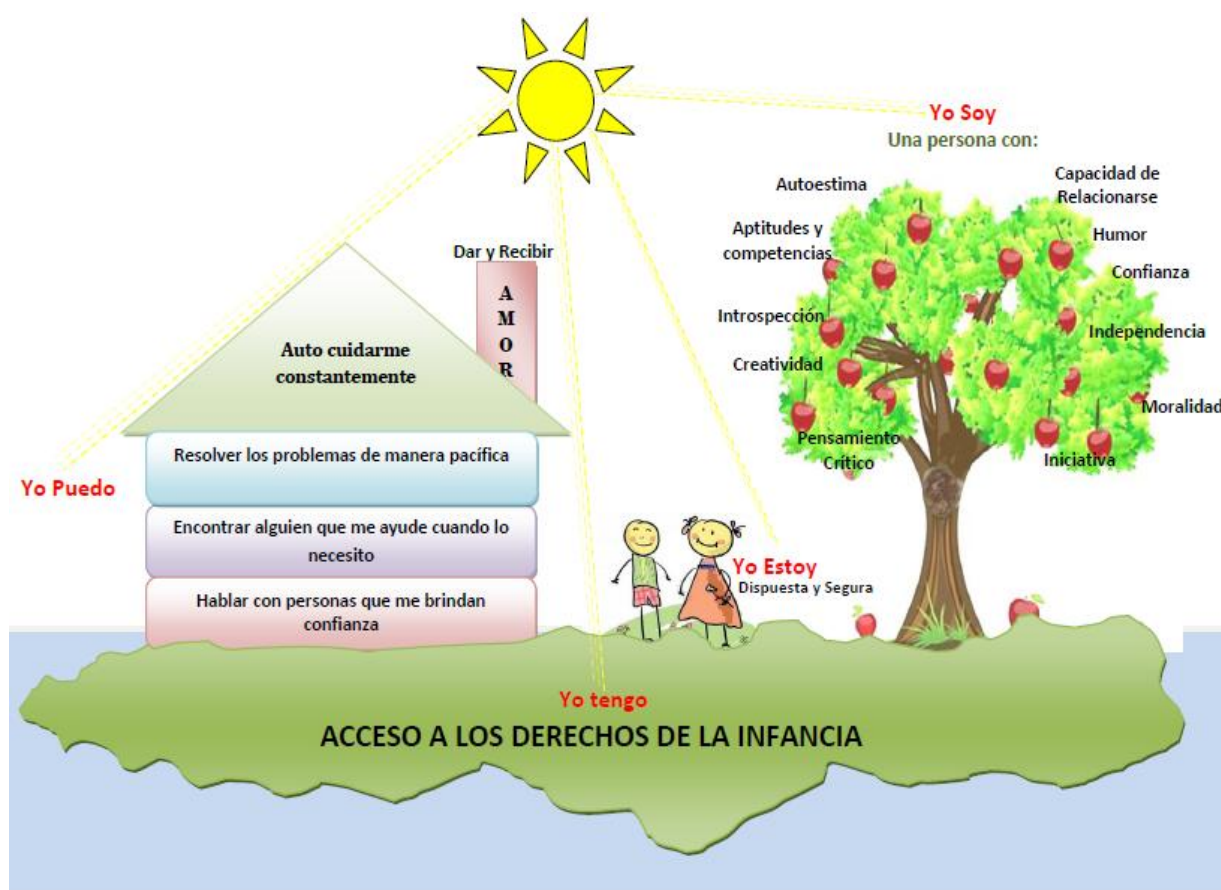 Yo Soy
Una persona con:
Autoestima
Capacidad de
Relacionarse
Aptitudes y
competencias
Humor
Confianza
Introspección
Independencia
Creatividad
Moralidad
Pensamiento
Crítico
Iniciativa
Dar y Recibir
A
M
O
R
Auto cuidarme
constantemente
Resolver los problemas de manera pacífica
Yo Puedo
Encontrar alguien que me ayude cuando lo
necesito
Hablar con personas que me brindan
confianza
Yo Estoy
Dispuesta y Segura
Yo tengo
ACCESO A LOS DERECHOS DE LA INFANCIA